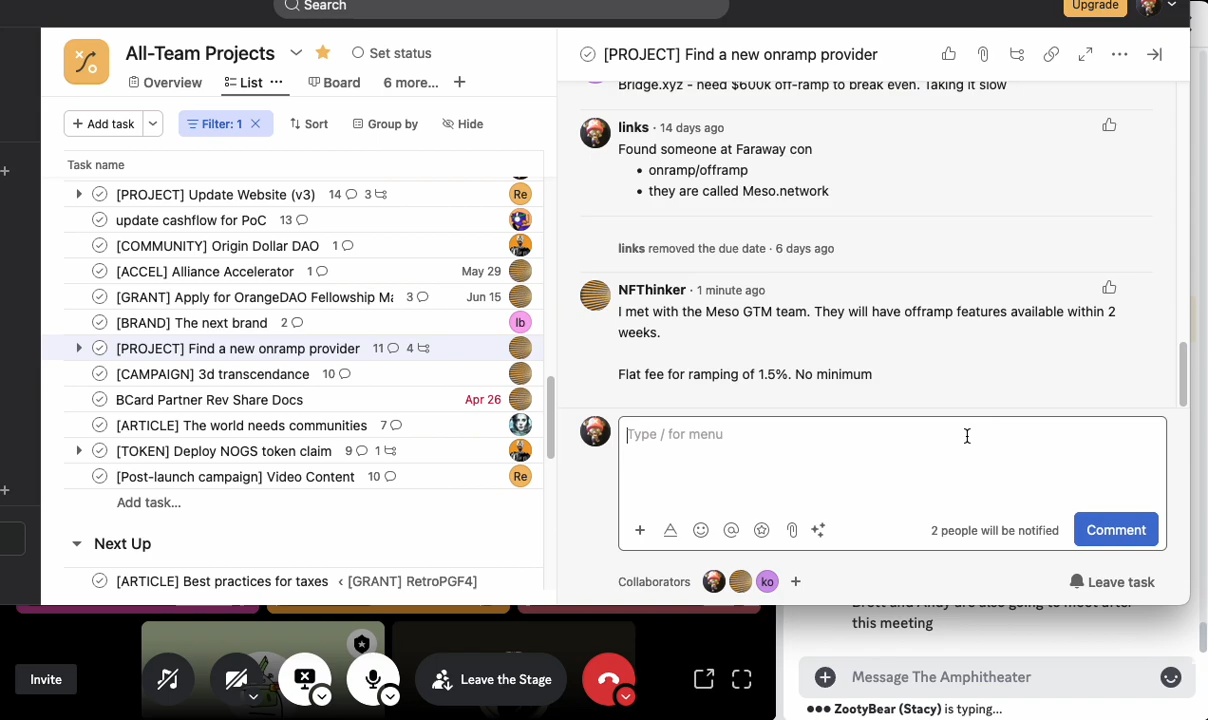 Search
Upgrade
All-Team Projects
Set status
Overview
List
Board
6 more...
+ Add task
Filter: 1
Sort
Group by
Hide
Task name
[PROJECT] Update Website (v3) 14 3
Re
update cashflow for PoC 13
[COMMUNITY] Origin Dollar DAO 1
[ACCEL] Alliance Accelerator 1 May 29
[GRANT] Apply for OrangeDAO Fellowship Ma 3 Jun 15
[BRAND] The next brand 2
lb
[PROJECT] Find a new onramp provider 11 4
[CAMPAIGN] 3d transcendance 10
BCard Partner Rev Share Docs Apr 26
[ARTICLE] The world needs communities 7
[TOKEN] Deploy NOGS token claim 9 1
[Post-launch campaign] Video Content 10
Re
Add task...
Next Up
[ARTICLE] Best practices for taxes ‹ [GRANT] RetroPGF4]
[PROJECT] Find a new onramp provider
Bridge.xyz - need $600k off-ramp to break even. Taking it slow
links · 14 days ago
Found someone at Faraway con
• onramp/offramp
• they are called Meso.network
links removed the due date · 6 days ago
NFThinker · 1 minute ago
I met with the Meso GTM team. They will have offramp features available within 2
weeks.
Flat fee for ramping of 1.5%. No minimum
Type / for menu
2 people will be notified
Comment
Collaborators
ko
Leave task
Brett and Andy are also going to meet after
this meeting
Invite
Leave the Stage
Message The Amphitheater
ZootyBear (Stacy) is typing...